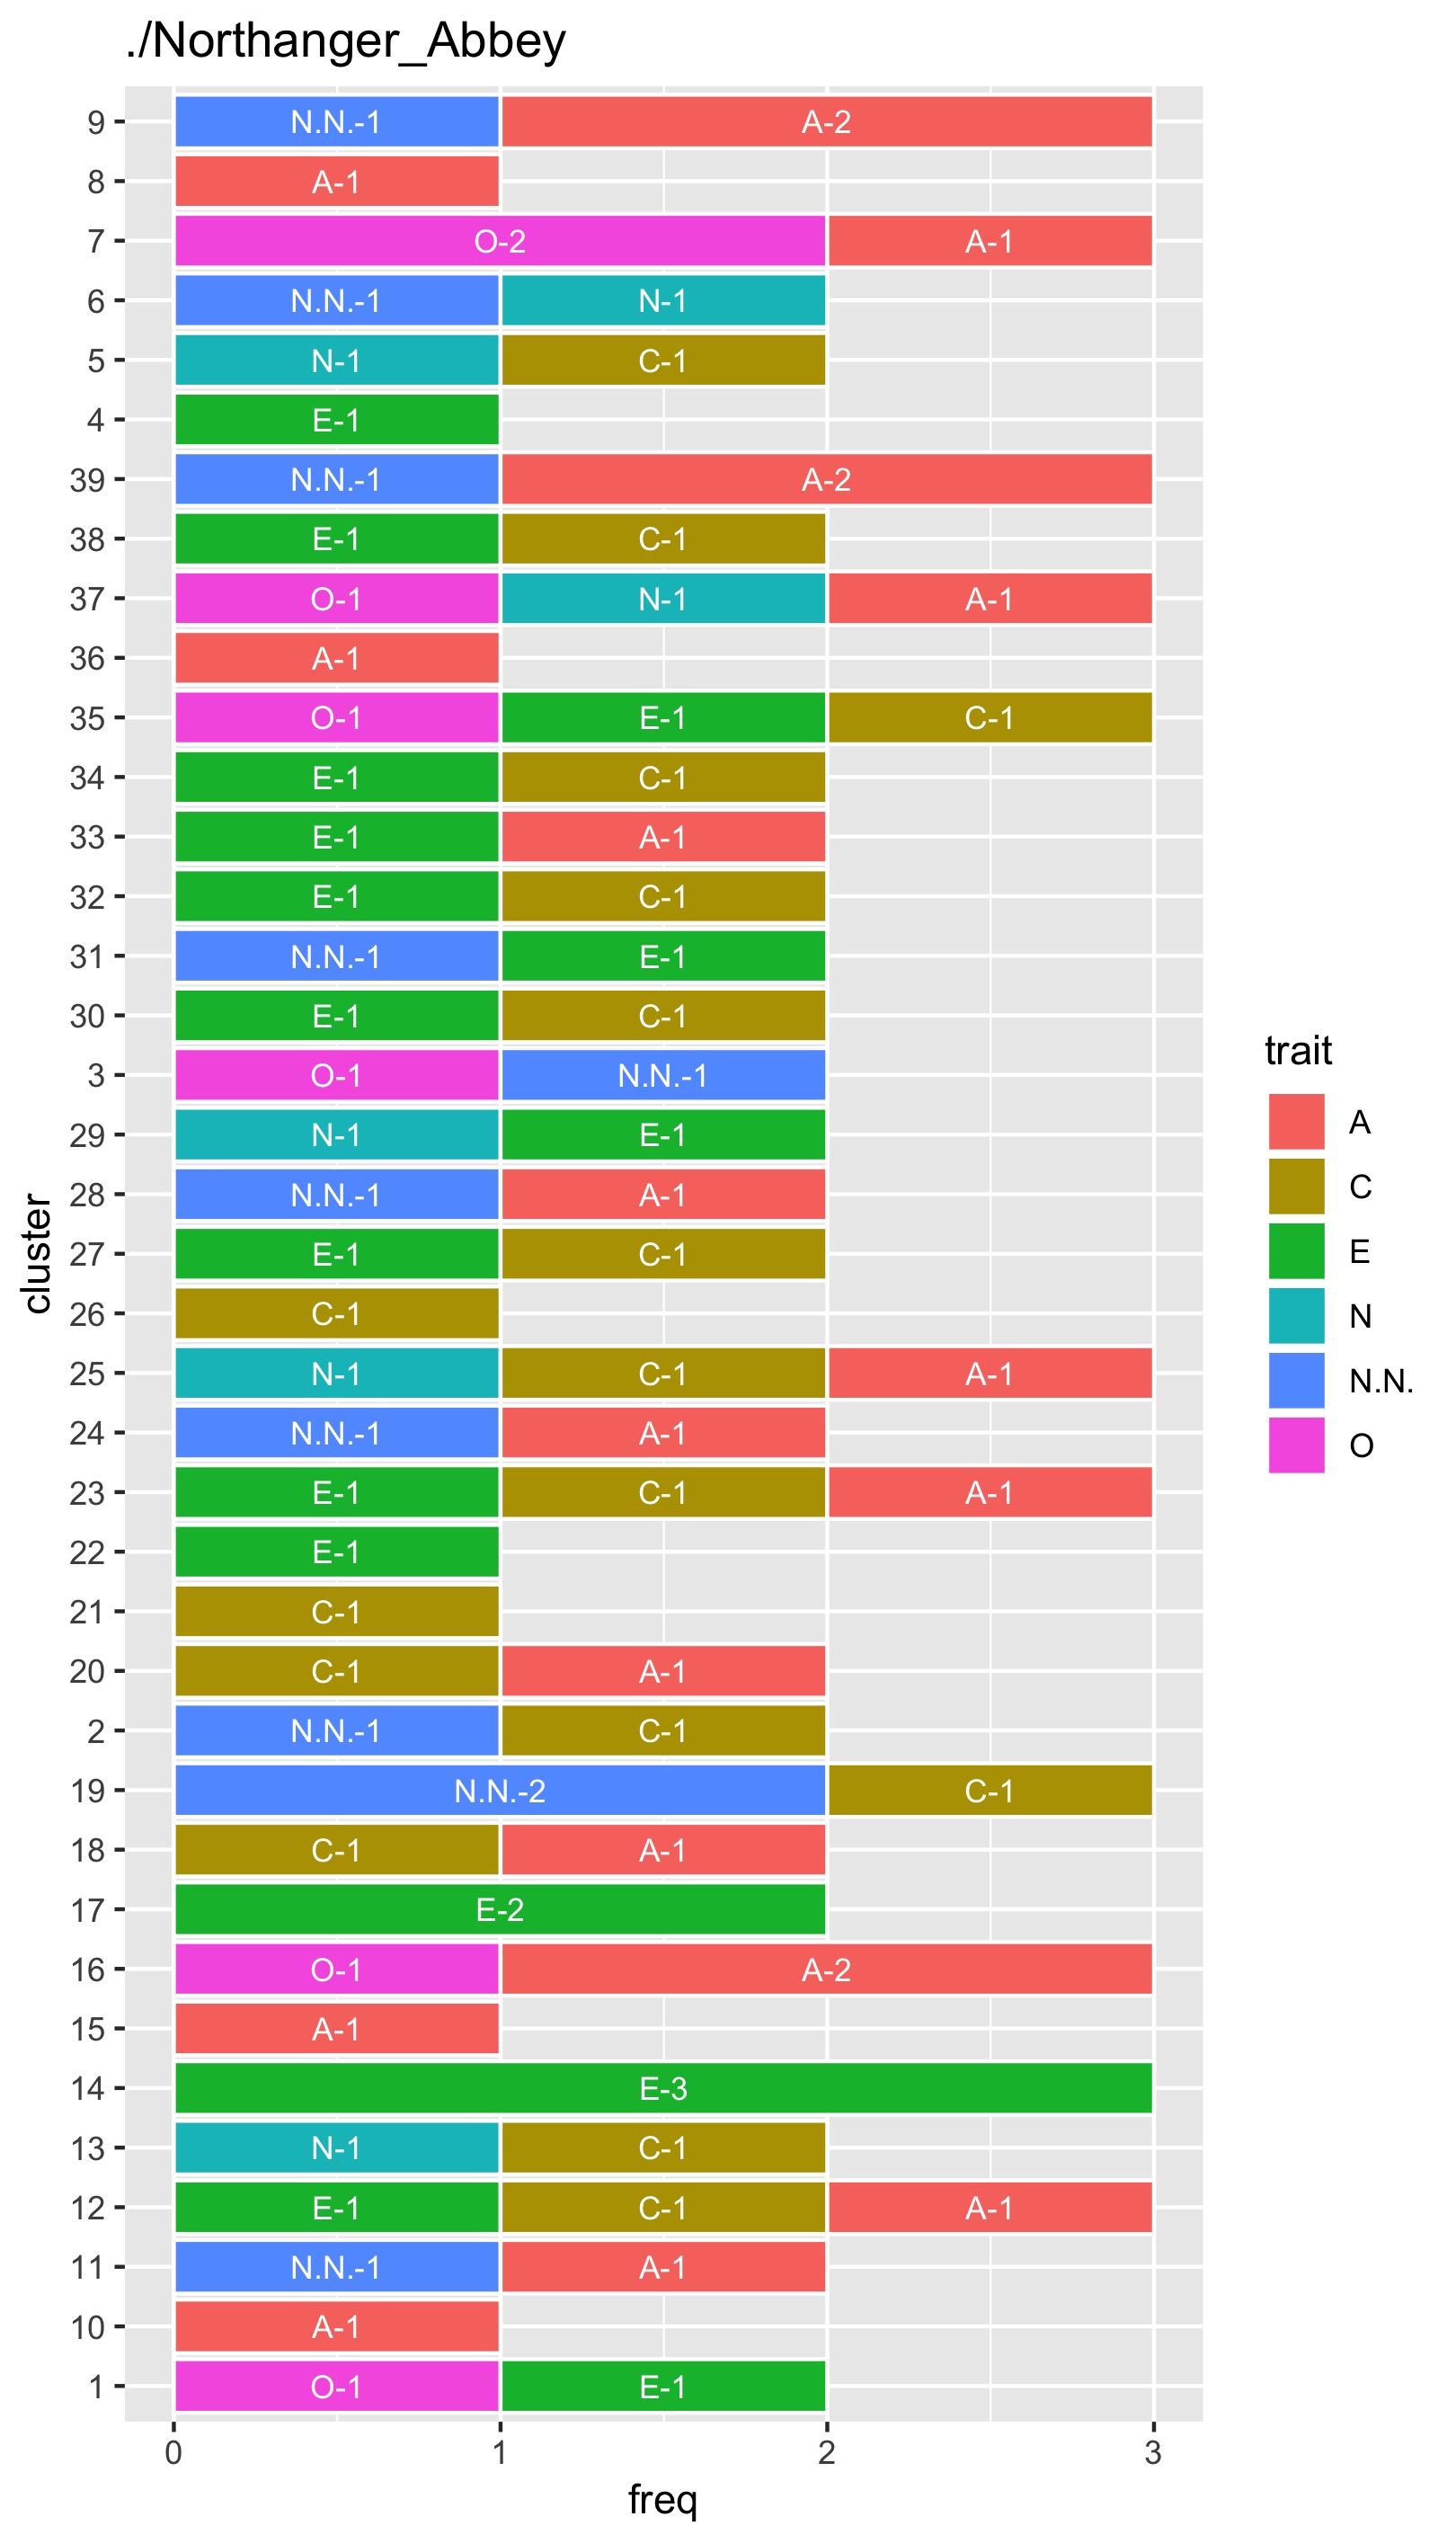 ./Northanger_Abbey
9 N.N.-1 A-2
8 A-1
7 O-2 A-1
6 N.N.-1 N-1
5 N-1 C-1
4 E-1
39 N.N.-1 A-2
38 E-1 C-1
37 O-1 N-1 A-1
36 A-1
35 O-1 E-1 C-1
34 E-1 C-1
33 E-1 A-1
32 E-1 C-1
31 N.N.-1 E-1
30 E-1 C-1
3 O-1 N.N.-1
29 N-1 E-1
28 N.N.-1 A-1
27 E-1 C-1
26 C-1
25 N-1 C-1 A-1
24 N.N.-1 A-1
23 E-1 C-1 A-1
22 E-1
21 C-1
20 C-1 A-1
2 N.N.-1 C-1
19 N.N.-2 C-1
18 C-1 A-1
17 E-2
16 O-1 A-2
15 A-1
14 E-3
13 N-1 C-1
12 E-1 C-1 A-1
11 N.N.-1 A-1
10 A-1
1 O-1 E-1
0 1 2 3
freq
cluster
trait
A
C
E
N
N.N.
O